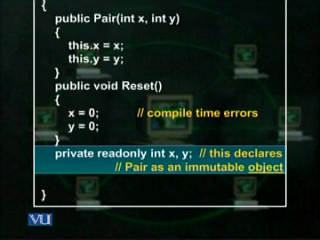 {
public Pair(int x, int y)
{
this.x = x;
this.y = y;
}
public void Reset()
{
x = 0; // compile time errors
y = 0;
}
private readonly int x, y; // this declares
// Pair as an immutable object
}
VU